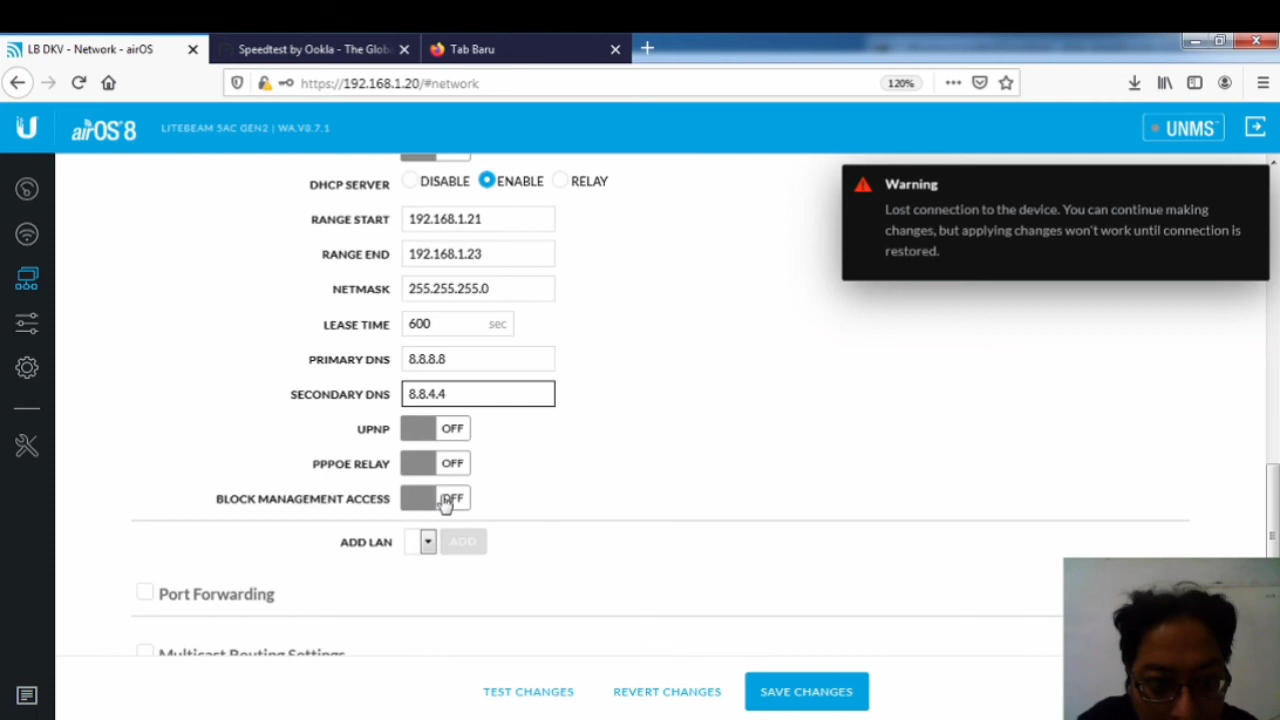 LB DKV - Network - airOS
Speedtest by Ookla - The Globa
Tab Baru
https://192.168.1.20/#network
120%
airOS 8
LITEBEAM 5AC GEN2 | WA.V8.7.1
UNMS
Warning
Lost connection to the device. You can continue making
changes, but applying changes won't work until connection is
restored.
DHCP SERVER DISABLE ENABLE RELAY
RANGE START 192.168.1.21
RANGE END 192.168.1.23
NETMASK 255.255.255.0
LEASE TIME 600 sec
PRIMARY DNS 8.8.8.8
SECONDARY DNS 8.8.4.4
UPNP OFF
PPPOE RELAY OFF
BLOCK MANAGEMENT ACCESS OFF
ADD LAN ADD
Port Forwarding
Multicast Routing Settings
TEST CHANGES REVERT CHANGES SAVE CHANGES